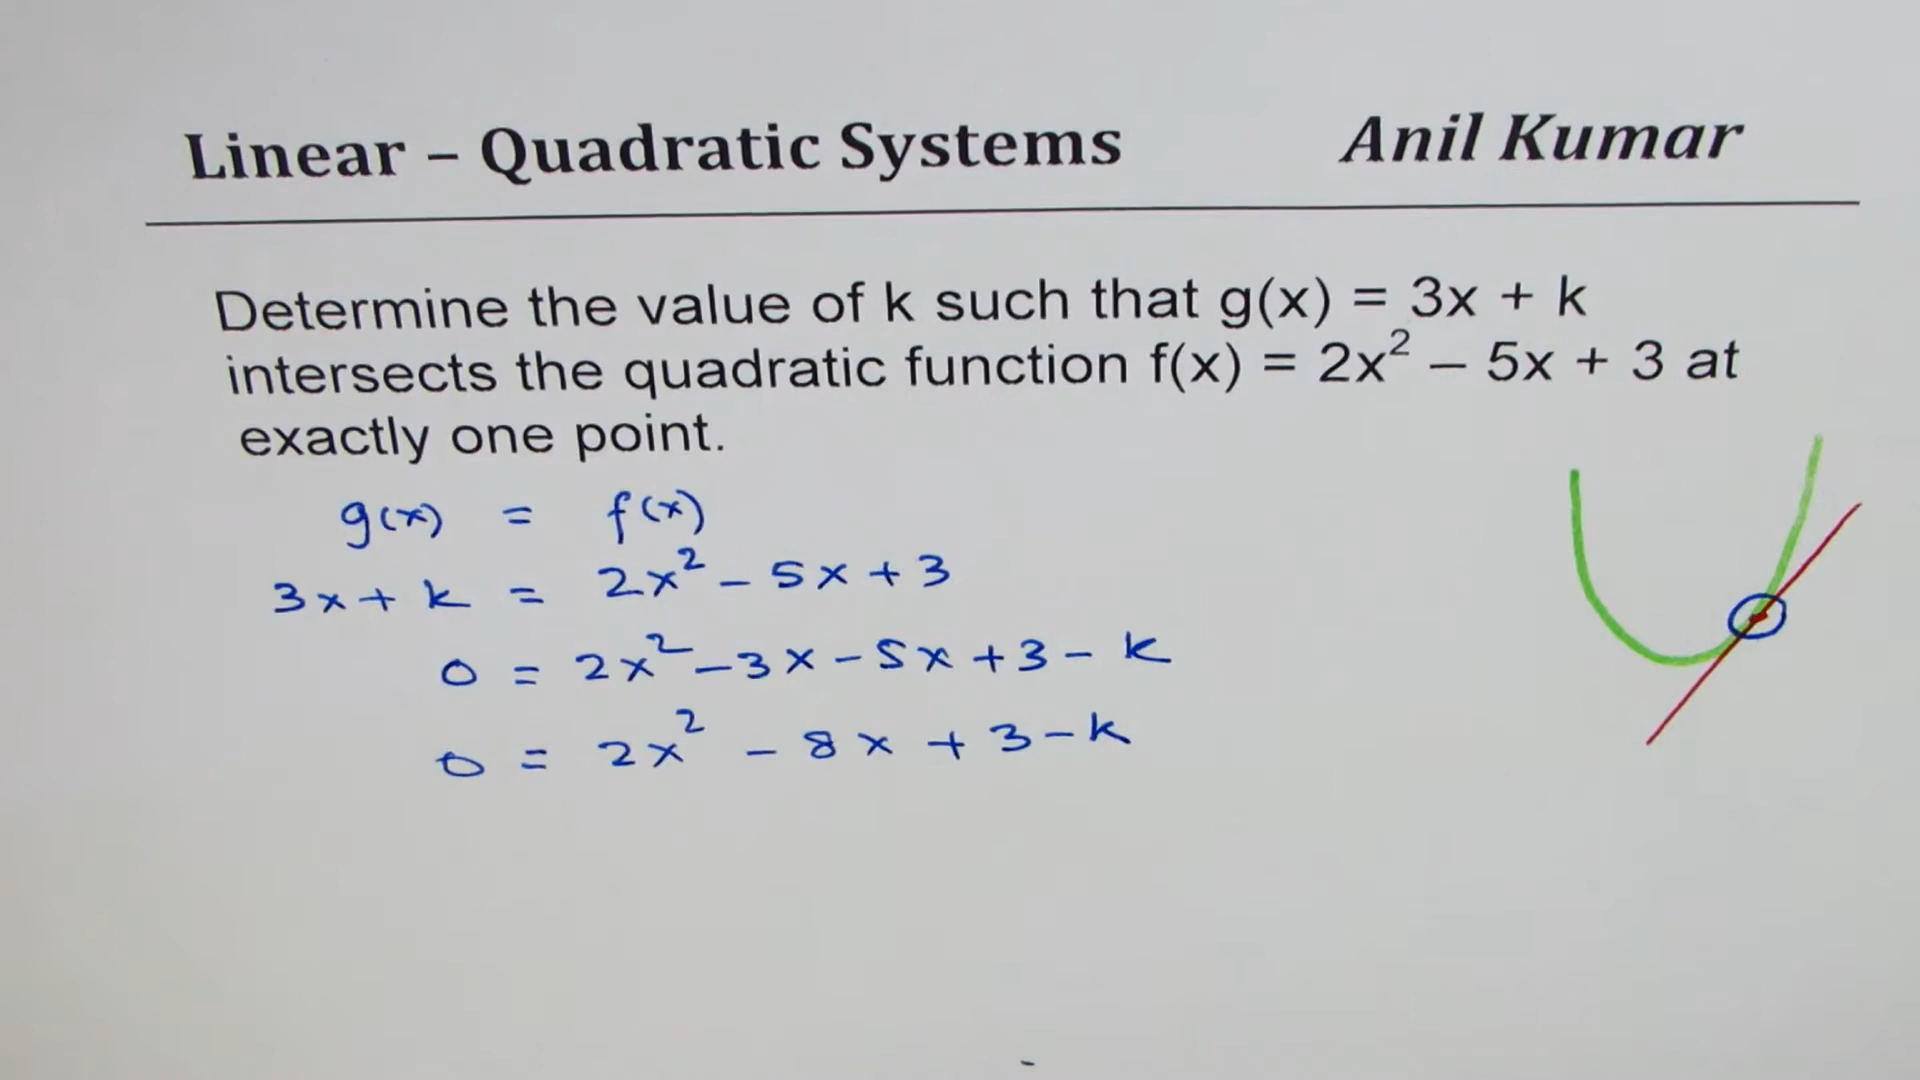 Linear – Quadratic Systems Anil Kumar
Determine the value of k such that g(x) = 3x + k
intersects the quadratic function f(x) = 2x² – 5x + 3 at
exactly one point.
g(x) = f(x)
3x + k = 2x² - 5x + 3
0 = 2x² - 3x - 5x + 3 - k
0 = 2x² - 8x + 3 - k